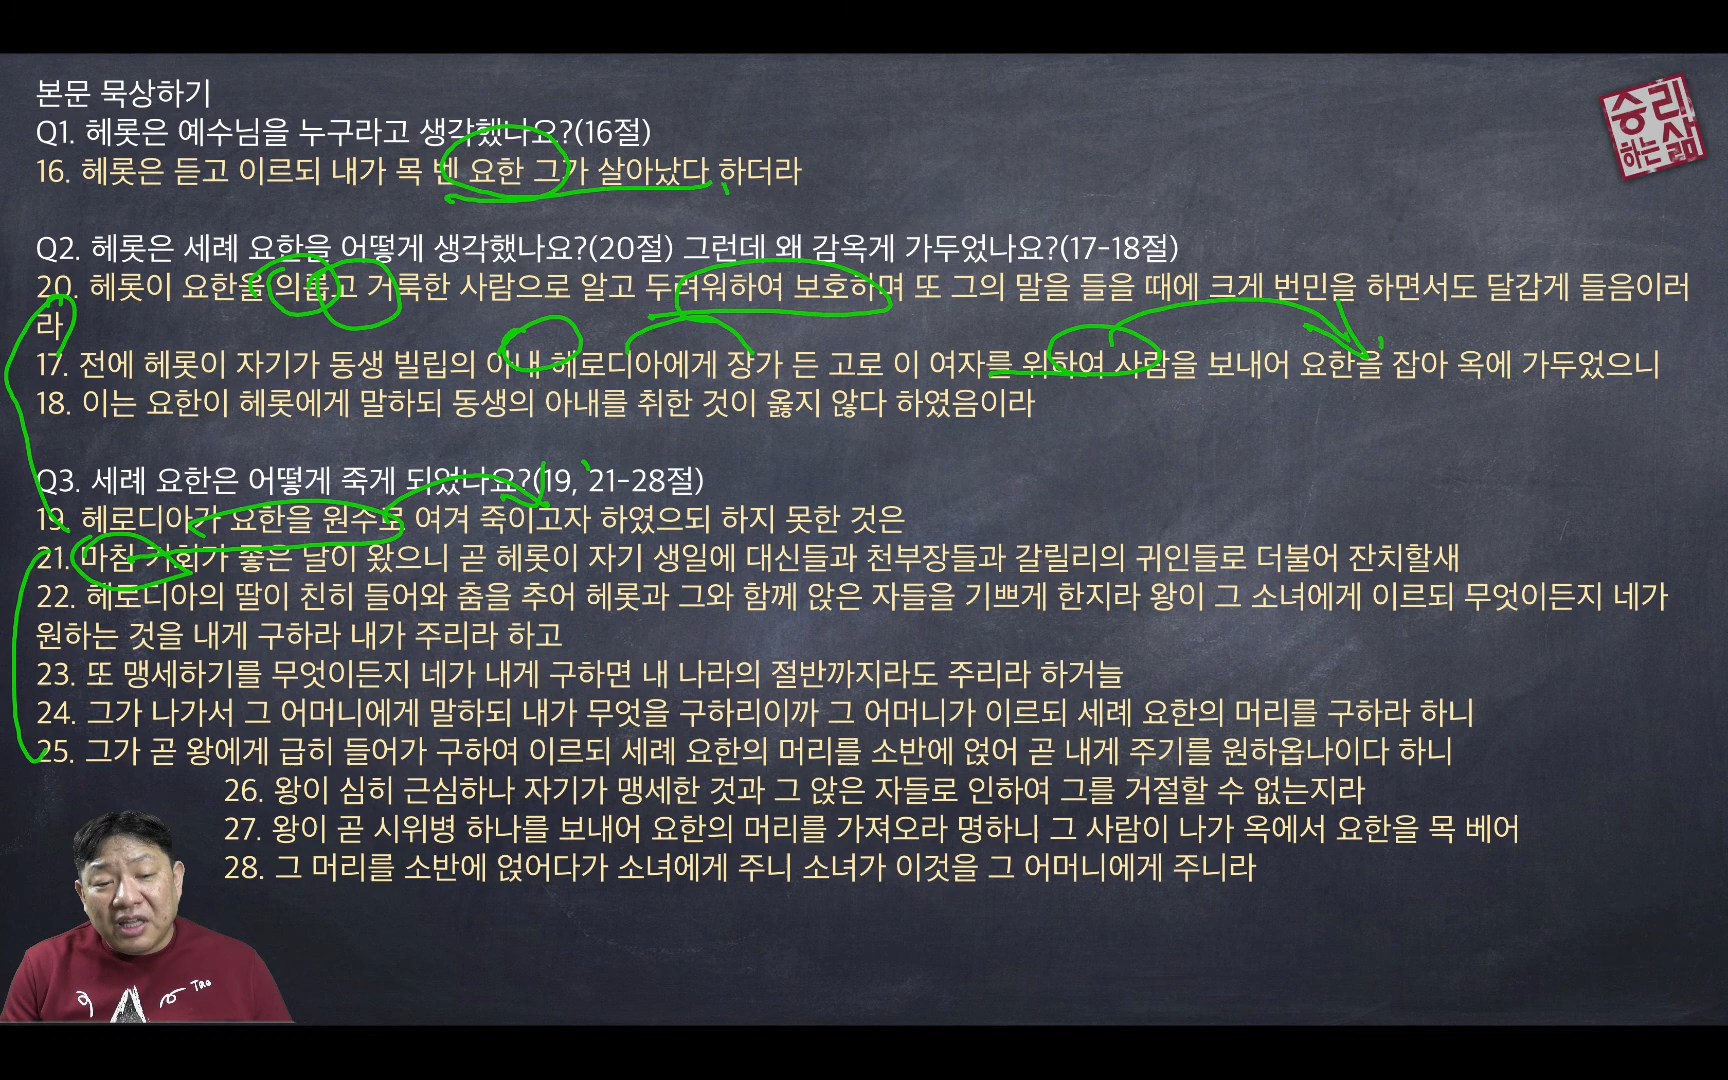 본문 묵상하기
승리
하는 삶
Q1. 헤롯은 예수님을 누구라고 생각했나요?(16절)
16. 헤롯은 듣고 이르되 내가 목 벤 요한 그가 살아났다 하더라
Q2. 헤롯은 세례 요한을 어떻게 생각했나요?(20절) 그런데 왜 감옥게 가두었나요?(17-18절)
20. 헤롯이 요한을 의롭고 거룩한 사람으로 알고 두려워하여 보호하며 또 그의 말을 들을 때에 크게 번민을 하면서도 달갑게 들음이러
라
17. 전에 헤롯이 자기가 동생 빌립의 아내 헤로디아에게 장가 든 고로 이 여자를 위하여 사람을 보내어 요한을 잡아 옥에 가두었으니
18. 이는 요한이 헤롯에게 말하되 동생의 아내를 취한 것이 옳지 않다 하였음이라
Q3. 세례 요한은 어떻게 죽게 되었나요?(19, 21-28절)
19. 헤로디아가 요한을 원수로 여겨 죽이고자 하였으되 하지 못한 것은
21. 마침 기회가 좋은 날이 왔으니 곧 헤롯이 자기 생일에 대신들과 천부장들과 갈릴리의 귀인들로 더불어 잔치할새
22. 헤로디아의 딸이 친히 들어와 춤을 추어 헤롯과 그와 함께 앉은 자들을 기쁘게 한지라 왕이 그 소녀에게 이르되 무엇이든지 네가
원하는 것을 내게 구하라 내가 주리라 하고
23. 또 맹세하기를 무엇이든지 네가 내게 구하면 내 나라의 절반까지라도 주리라 하거늘
24. 그가 나가서 그 어머니에게 말하되 내가 무엇을 구하리이까 그 어머니가 이르되 세례 요한의 머리를 구하라 하니
25. 그가 곧 왕에게 급히 들어가 구하여 이르되 세례 요한의 머리를 소반에 얹어 곧 내게 주기를 원하옵나이다 하니
26. 왕이 심히 근심하나 자기가 맹세한 것과 그 앉은 자들로 인하여 그를 거절할 수 없는지라
27. 왕이 곧 시위병 하나를 보내어 요한의 머리를 가져오라 명하니 그 사람이 나가 옥에서 요한을 목 베어
28. 그 머리를 소반에 얹어다가 소녀에게 주니 소녀가 이것을 그 어머니에게 주니라